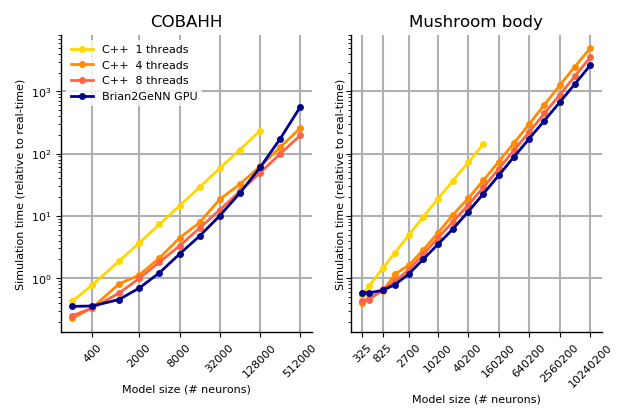 COBAHH
Mushroom body
C++  1 threads
C++  4 threads
C++  8 threads
Brian2GeNN GPU
Simulation time (relative to real-time)
10³
10²
10¹
10⁰
400
2000
8000
32000
128000
512000
Model size (# neurons)
Simulation time (relative to real-time)
10³
10²
10¹
10⁰
325
825
2700
10200
40200
160200
640200
2560200
10240200
Model size (# neurons)